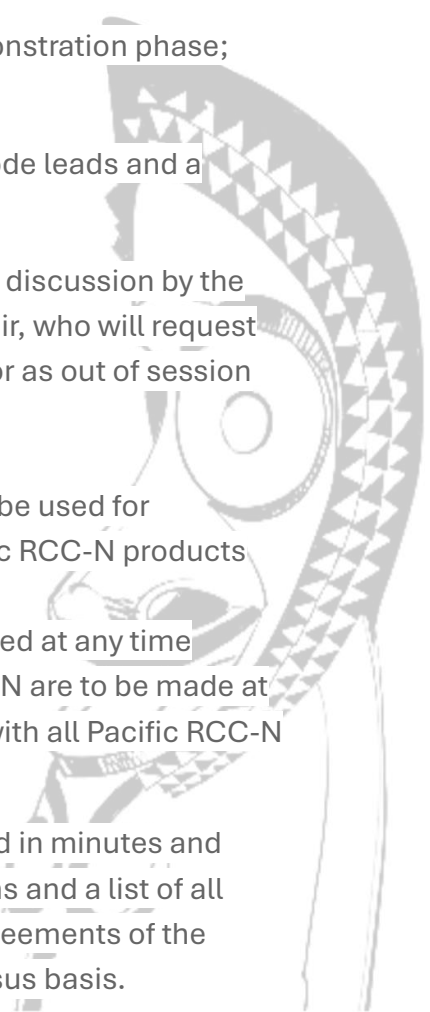 onstration phase;
ode leads and a
discussion by the
ir, who will request
or as out of session
be used for
c RCC-N products
ed at any time
N are to be made at
with all Pacific RCC-N
d in minutes and
s and a list of all
eements of the
sus basis.